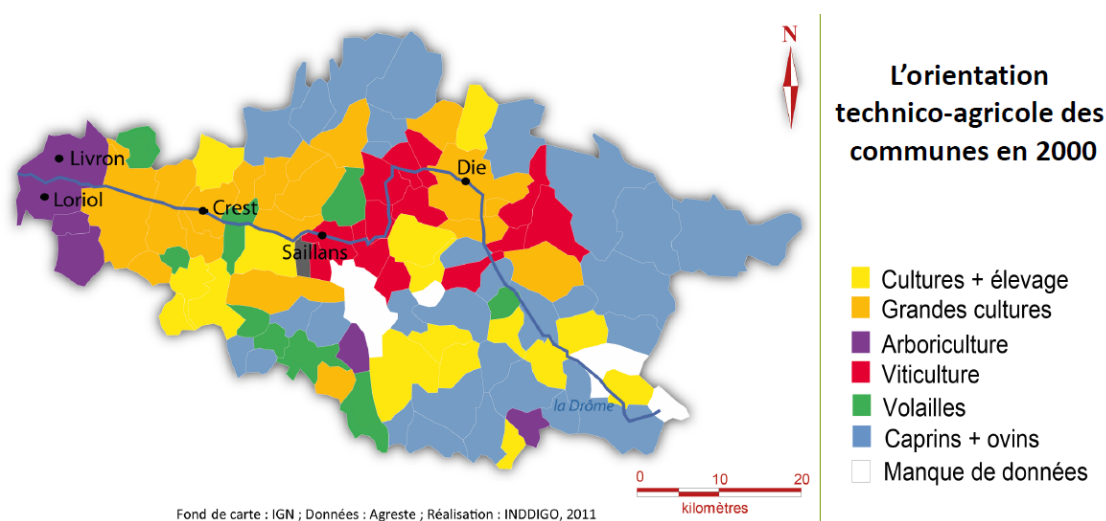 N
L'orientation
technico-agricole des
communes en 2000
Livron
Loriol
Crest
Saillans
Die
la Drôme
Cultures + élevage
Grandes cultures
Arboriculture
Viticulture
Volailles
Caprins + ovins
Manque de données
0 10 20
kilomètres
Fond de carte : IGN ; Données : Agreste ; Réalisation : INDDIGO, 2011